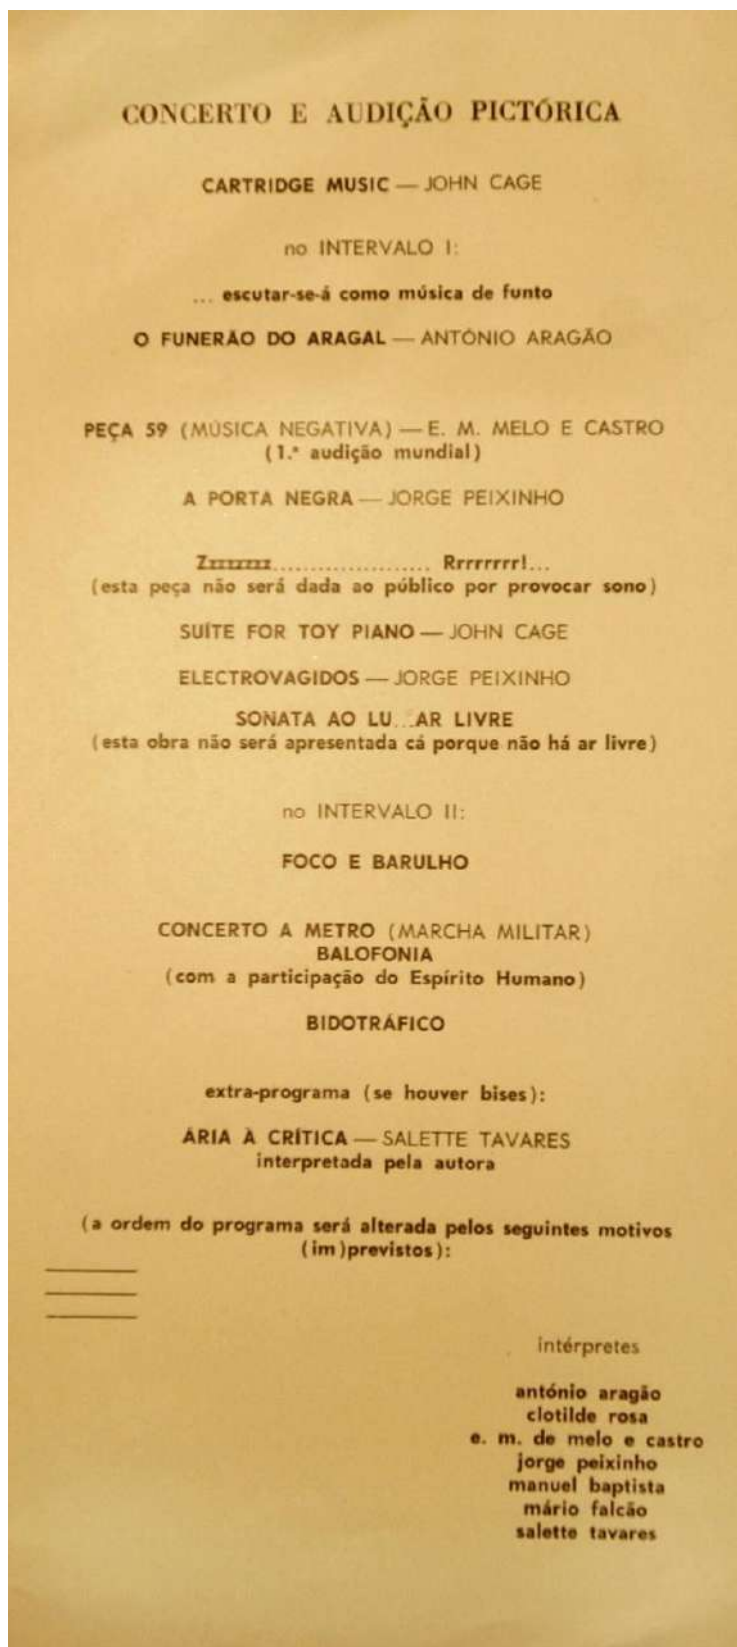 CONCERTO E AUDIÇÃO PICTÓRICA
CARTRIDGE MUSIC — JOHN CAGE
no INTERVALO I:
... escutar-se-á como música de funto
O FUNERÃO DO ARAGAL — ANTÓNIO ARAGÃO
PEÇA 59 (MÚSICA NEGATIVA) — E. M. MELO E CASTRO
(1.ª audição mundial)
A PORTA NEGRA — JORGE PEIXINHO
Zzzzzzzz..................... Rrrrrrrr!...
(esta peça não será dada ao público por provocar sono)
SUÍTE FOR TOY PIANO — JOHN CAGE
ELECTROVAGIDOS — JORGE PEIXINHO
SONATA AO LU...AR LIVRE
(esta obra não será apresentada cá porque não há ar livre)
no INTERVALO II:
FOCO E BARULHO
CONCERTO A METRO (MARCHA MILITAR)
BALOFONIA
(com a participação do Espírito Humano)
BIDOTRÁFICO
extra-programa (se houver bises):
ÁRIA À CRÍTICA — SALETTE TAVARES
interpretada pela autora
(a ordem do programa será alterada pelos seguintes motivos
(im)previstos):
intérpretes
antónio aragão
clotilde rosa
e. m. de melo e castro
jorge peixinho
manuel baptista
mário falcão
salette tavares